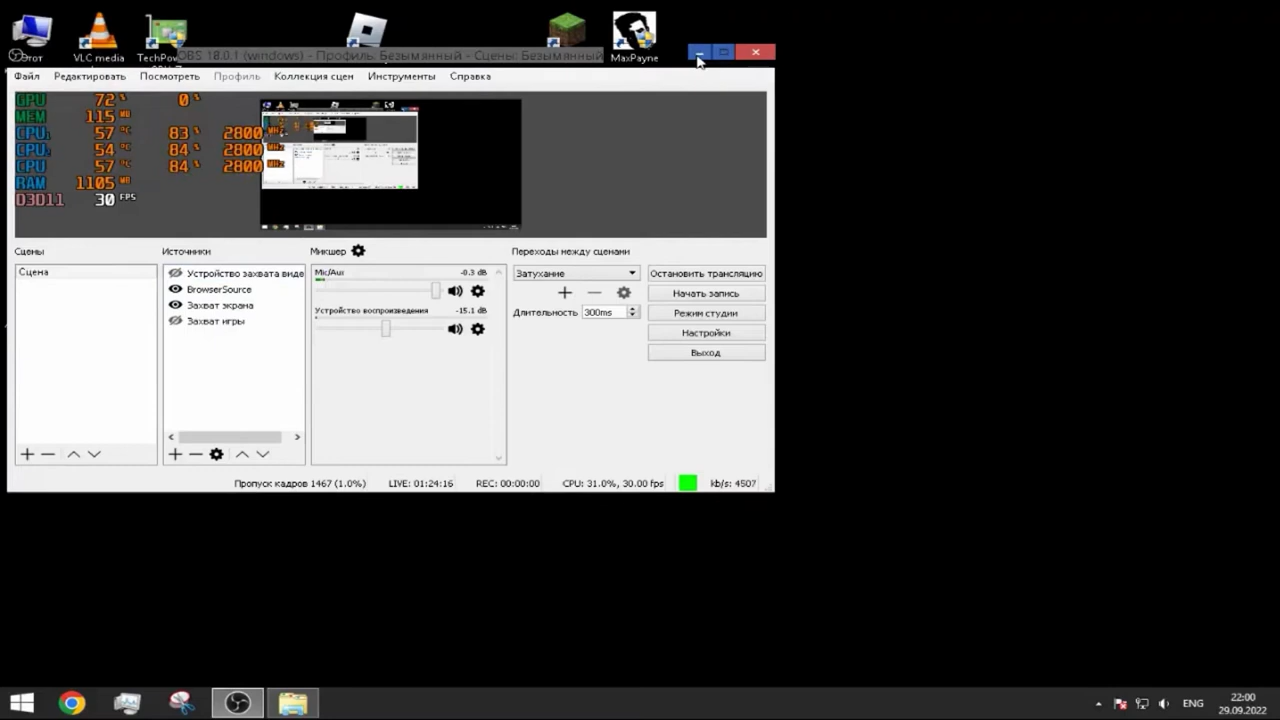 Этот
VLC media
TechPow
MaxPayne
OBS 18.0.1 (windows) - Профиль: Безымянный - Сцены: Безымянный
Файл Редактировать Посмотреть Профиль Коллекция сцен Инструменты Справка
GPU 72 % 0 %
MEM 115 MB
CPU1 57 °C 83 % 2800 MHz
CPU2 54 °C 84 % 2800 MHz
CPU 57 °C 84 % 2800 MHz
RAM 1105 MB
D3D11 30 FPS
Сцены
Сцена
Источники
Устройство захвата виде
BrowserSource
Захват экрана
Захват игры
Микшер
Mic/Aux -0.3 dB
Устройство воспроизведения -15.1 dB
Переходы между сценами
Затухание
Длительность 300ms
Остановить трансляцию
Начать запись
Режим студии
Настройки
Выход
Пропуск кадров 1467 (1.0%) LIVE: 01:24:16 REC: 00:00:00 CPU: 31.0%, 30.00 fps kb/s: 4507
ENG
22:00
29.09.2022